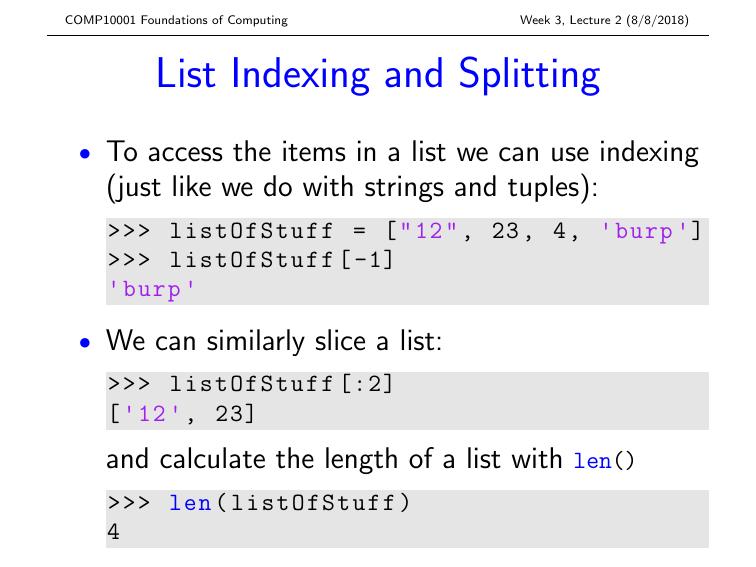 COMP10001 Foundations of Computing Week 3, Lecture 2 (8/8/2018)
List Indexing and Splitting
• To access the items in a list we can use indexing
(just like we do with strings and tuples):
>>> listOfStuff = ["12", 23, 4, 'burp']
>>> listOfStuff[-1]
'burp'
• We can similarly slice a list:
>>> listOfStuff[:2]
['12', 23]
and calculate the length of a list with len()
>>> len(listOfStuff)
4